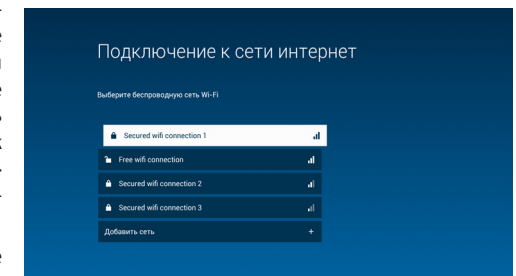 Подключение к сети интернет
Выберите беспроводную сеть Wi-Fi
Secured wifi connection 1
Free wifi connection
Secured wifi connection 2
Secured wifi connection 3
Добавить сеть +